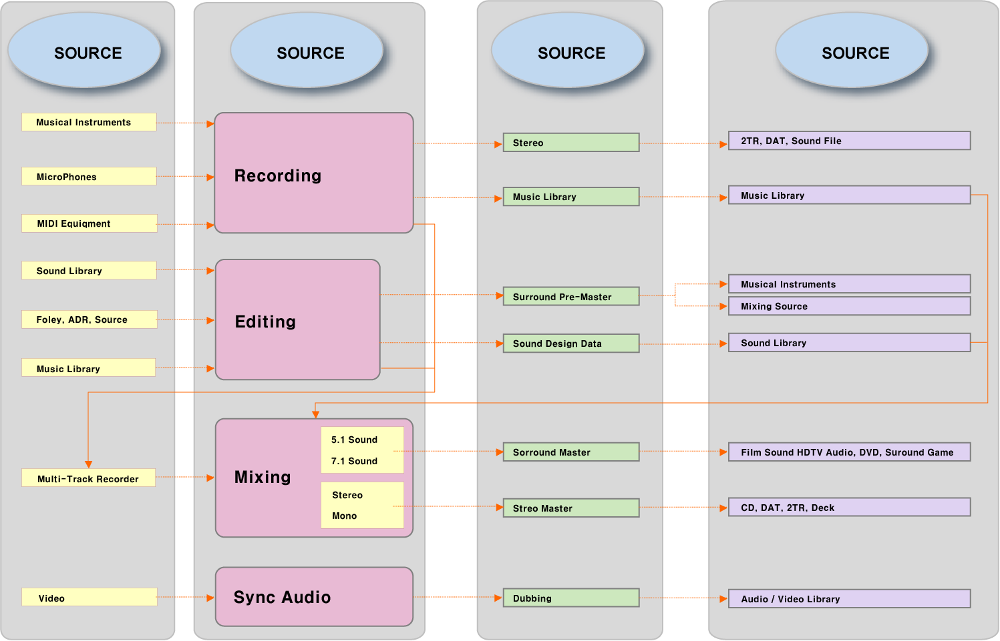 SOURCE
SOURCE
SOURCE
SOURCE
Musical Instruments
MicroPhones
MIDI Equiqment
Sound Library
Foley, ADR, Source
Music Library
Multi-Track Recorder
Video
Recording
Editing
Mixing
5.1 Sound
7.1 Sound
Stereo
Mono
Sync Audio
Stereo
Music Library
Surround Pre-Master
Sound Design Data
Sorround Master
Streo Master
Dubbing
2TR, DAT, Sound File
Music Library
Musical Instruments
Mixing Source
Sound Library
Film Sound HDTV Audio, DVD, Suround Game
CD, DAT, 2TR, Deck
Audio / Video Library